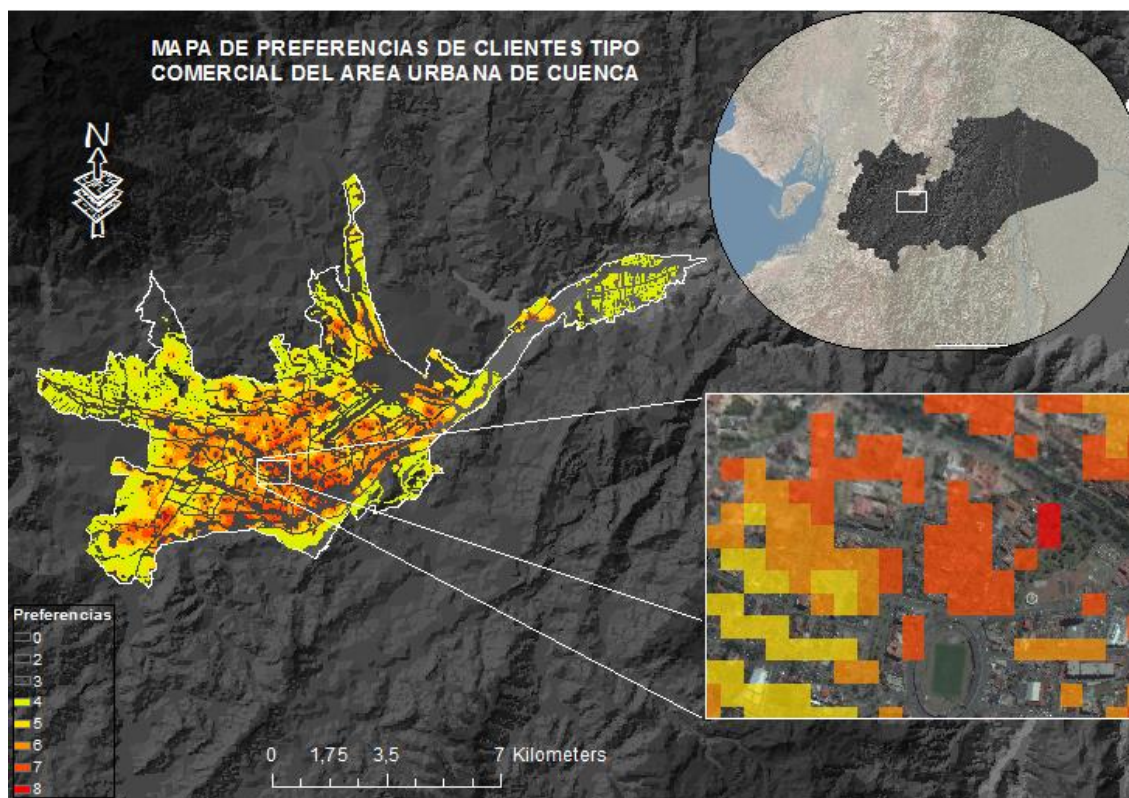 MAPA DE PREFERENCIAS DE CLIENTES TIPO
COMERCIAL DEL AREA URBANA DE CUENCA
N
Preferencias
0
2
3
4
5
6
7
8
0 1,75 3,5 7 Kilometers